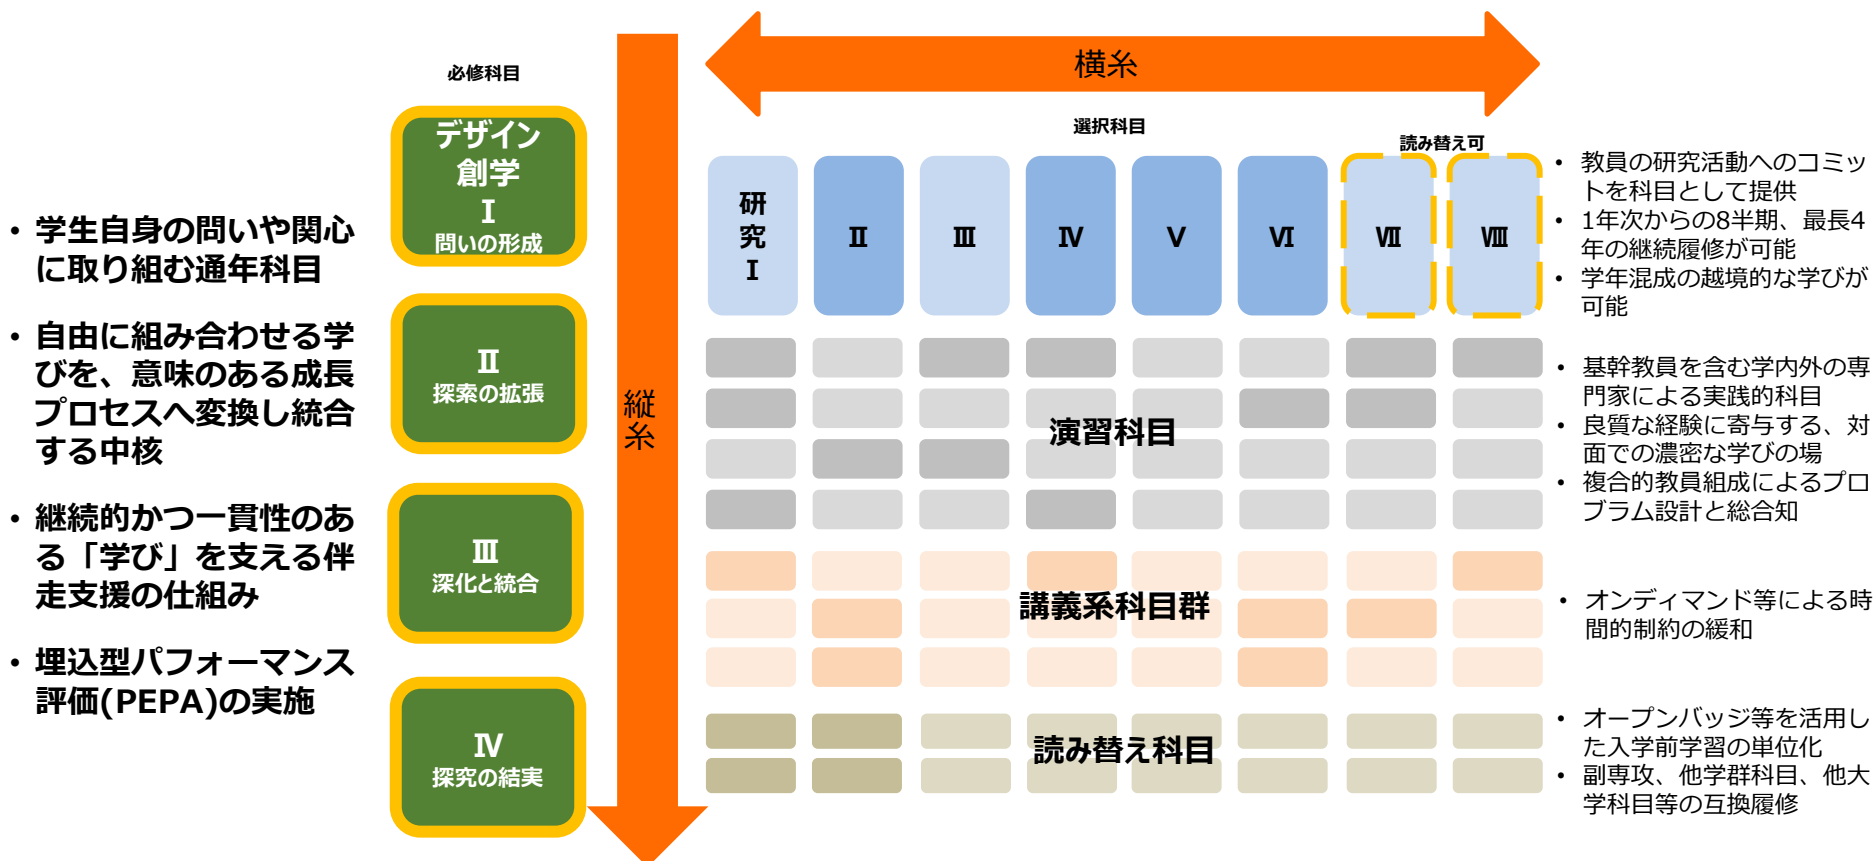 ・学生自身の問いや関心
に取り組む通年科目
・自由に組み合わせる学
びを、意味のある成長
プロセスへ変換し統合
する中核
・継続的かつ一貫性のあ
る「学び」を支える伴
走支援の仕組み
・埋込型パフォーマンス
評価(PEPA)の実施
必修科目
デザイン
創学
Ⅰ
問いの形成
Ⅱ
探索の拡張
Ⅲ
深化と統合
Ⅳ
探究の結実
縦糸
横糸
選択科目
読み替え可
研究Ⅰ
Ⅱ
Ⅲ
Ⅳ
Ⅴ
Ⅵ
Ⅶ
Ⅷ
演習科目
講義系科目群
読み替え科目
• 教員の研究活動へのコミッ
トを科目として提供
• 1年次からの8半期、最長4
年の継続履修が可能
• 学年混成の越境的な学びが
可能
• 基幹教員を含む学内外の専
門家による実践的科目
• 良質な経験に寄与する、対
面での濃密な学びの場
• 複合的教員組成によるプロ
ブラム設計と総合知
• オンディマンド等による時
間的制約の緩和
• オープンバッジ等を活用し
た入学前学習の単位化
• 副専攻、他学群科目、他大
学科目等の互換履修